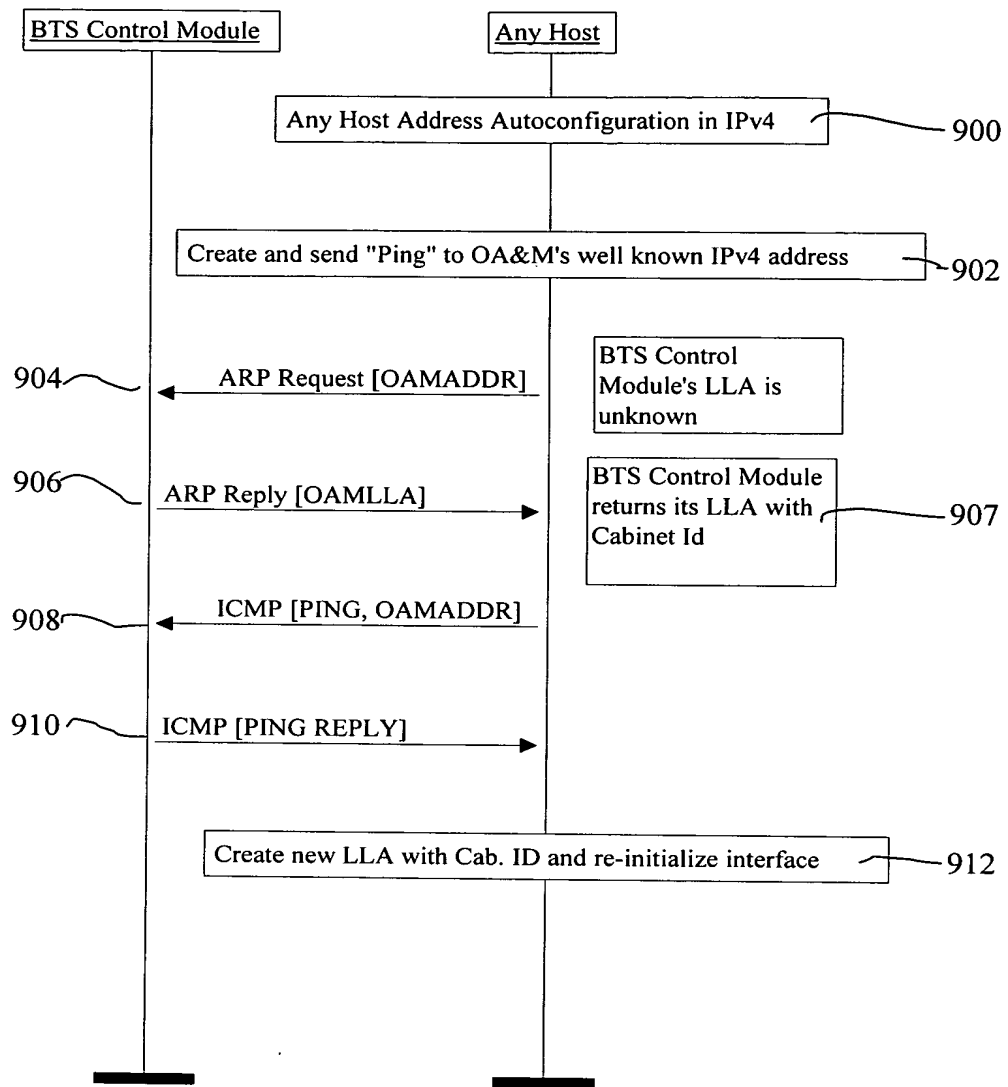 BTS Control Module
Any Host
Any Host Address Autoconfiguration in IPv4
900
Create and send "Ping" to OA&M's well known IPv4 address
902
904
ARP Request [OAMADDR]
BTS Control
Module's LLA is
unknown
906
ARP Reply [OAMLLA]
BTS Control Module
returns its LLA with
Cabinet Id
907
908
ICMP [PING, OAMADDR]
910
ICMP [PING REPLY]
Create new LLA with Cab. ID and re-initialize interface
912